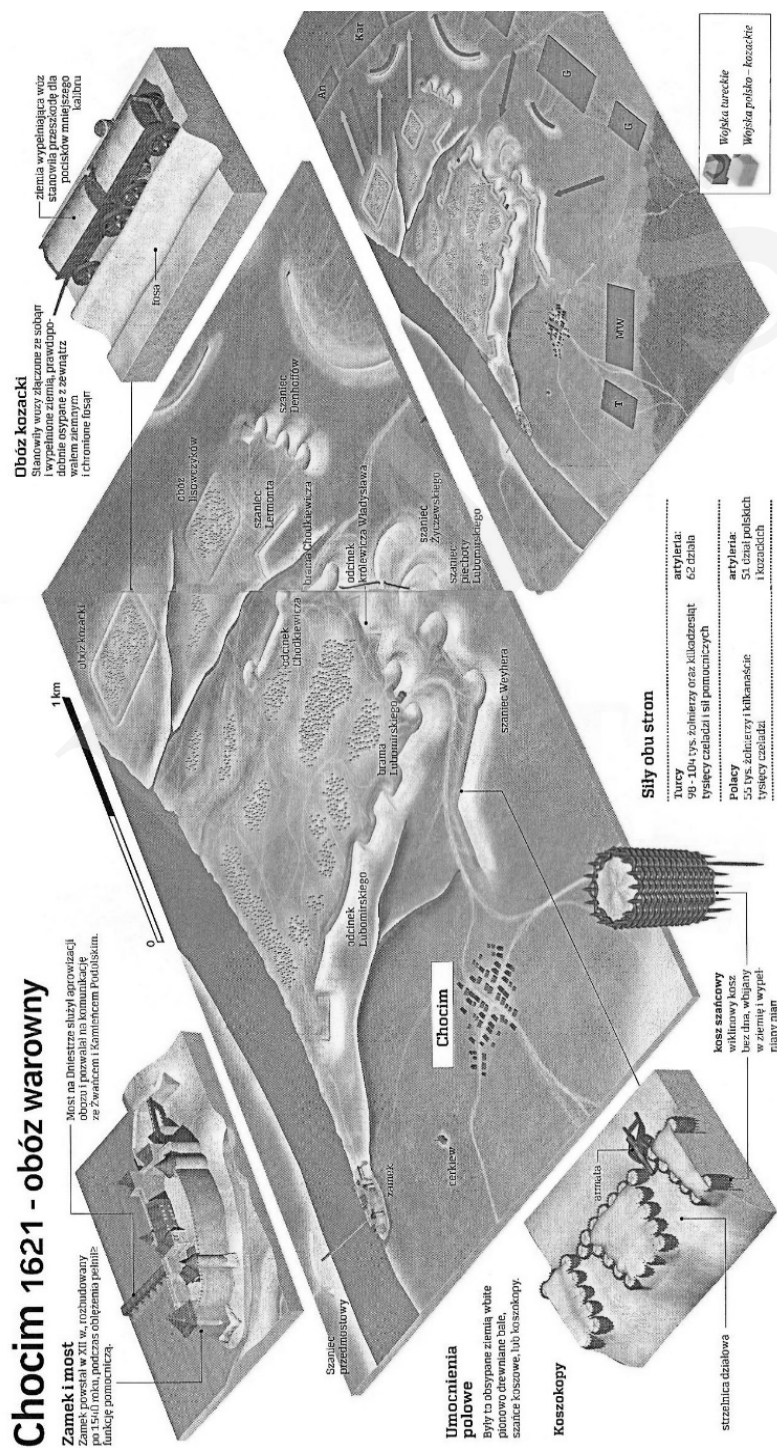 Chocim 1621 - obóz warowny
Zamek i most
Zamek powstał w XII w., rozbudowany
po 1540 roku, podczas oblężenia pełnił
funkcję pomocniczą.
Most na Dniestrze służył aprowizacji
obozu i pozwalał na komunikację
ze Żwańcem i Kamieńcem Podolskim.
0
1 km
Obóz kozacki
Stanowiły wozy złączone ze sobą
i wypełnione ziemią, prawdopo-
dobnie osypane z zewnątrz
wałem ziemnym
i chronione fosą
ziemia wypełniająca wóz
stanowiła przeszkodę dla
pocisków mniejszego
kalibru
fosa
obóz kozacki
obóz
lisowczyków
szaniec
Lermonta
szaniec
Denhoffów
brama Chodkiewicza
odcinek
Chodkiewicza
odcinek
królewicza Władysława
szaniec
Życzewskiego
szaniec
piechoty
Lubomirskiego
brama
Lubomirskiego
szaniec Weyhera
odcinek
Lubomirskiego
Chocim
zamek
cerkiew
Szaniec
przedmostowy
Umocnienia
polowe
Były to obsypane ziemią wbite
pionowo drewniane bale,
szańce koszowe, lub koszokopy.
Koszokopy
armata
strzelnica działowa
kosz szańcowy
wiklinowy kosz
bez dna, wbijany
w ziemię i wypeł-
niany nią
Siły obu stron
Turcy
98 - 104 tys. żołnierzy oraz kilkadziesiąt
tysięcy czeladzi i sił pomocniczych
artyleria:
62 działa
Polacy
55 tys. żołnierzy i kilkanaście
tysięcy czeladzi
artyleria:
51 dział polskich
i kozackich
An
Kar
G
G
MW
T
Wojska tureckie
Wojska polsko - kozackie